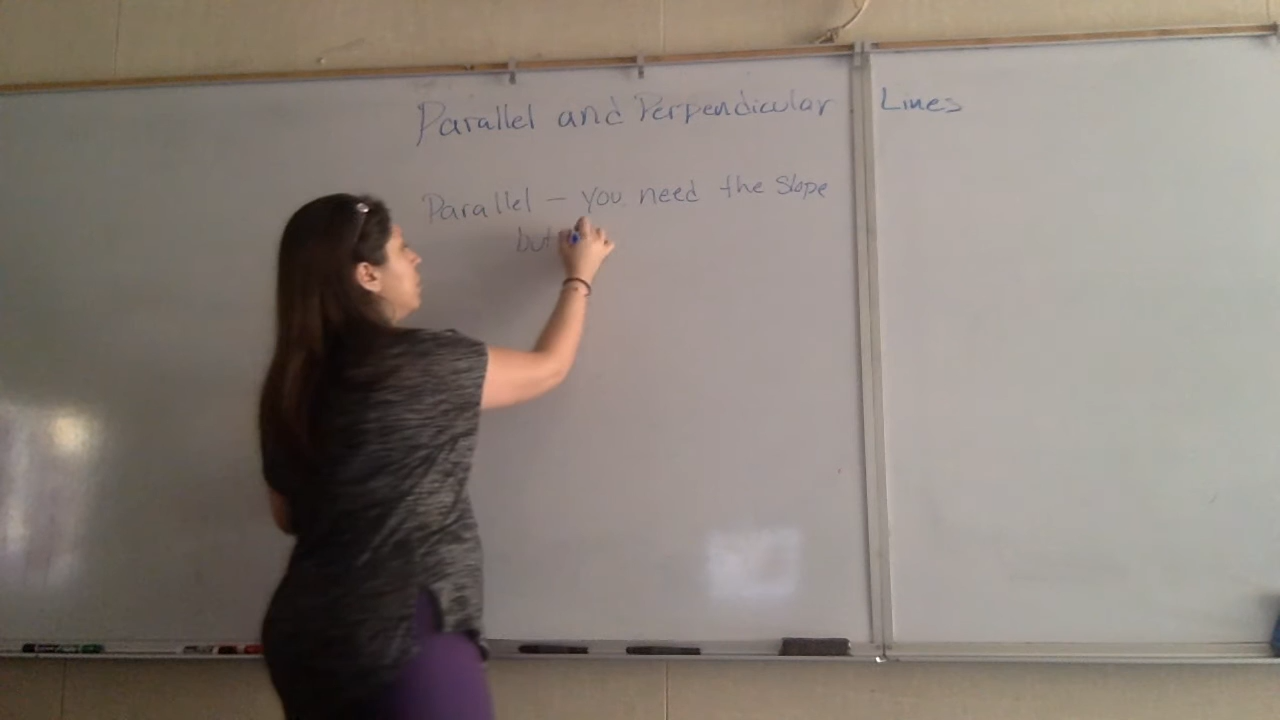 Parallel and Perpendicular Lines
Parallel – you need the Slope
but